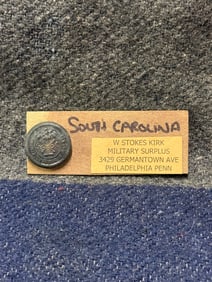 SOUTH CAROLINA
W STOKES KIRK
MILITARY SURPLUS
3429 GERMANTOWN AVE
PHILADELPHIA PENN